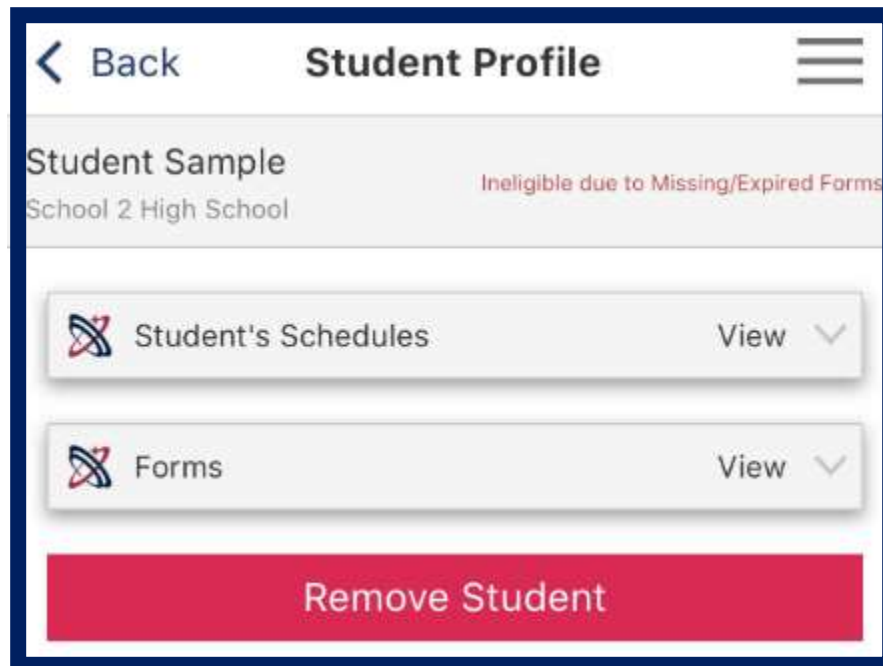 Back Student Profile
Student Sample
Ineligible due to Missing/Expired Forms
School 2 High School
Student's Schedules View
Forms View
Remove Student